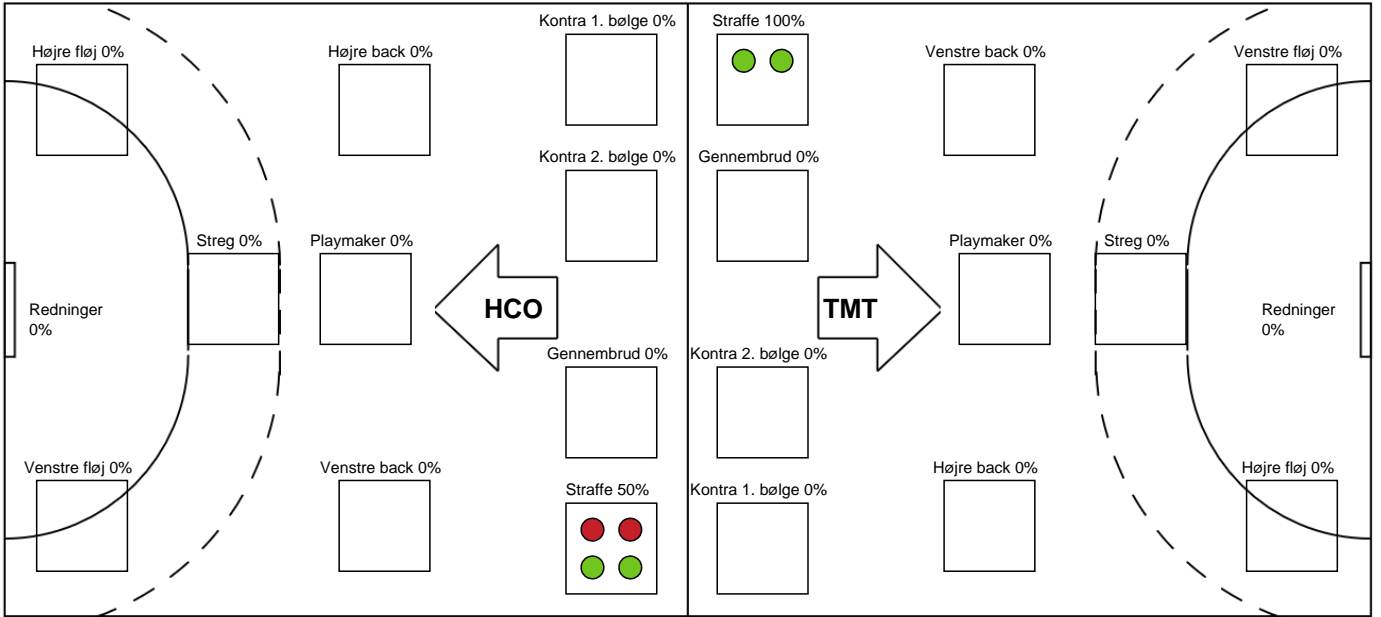 Kontra 1. bølge 0%
Straffe 100%
Højre fløj 0%
Højre back 0%
Venstre back 0%
Venstre fløj 0%
Kontra 2. bølge 0%
Gennembrud 0%
Streg 0%
Playmaker 0%
Playmaker 0%
Streg 0%
Redninger
0%
HCO
TMT
Redninger
0%
Gennembrud 0%
Kontra 2. bølge 0%
Venstre fløj 0%
Venstre back 0%
Højre back 0%
Højre fløj 0%
Straffe 50%
Kontra 1. bølge 0%